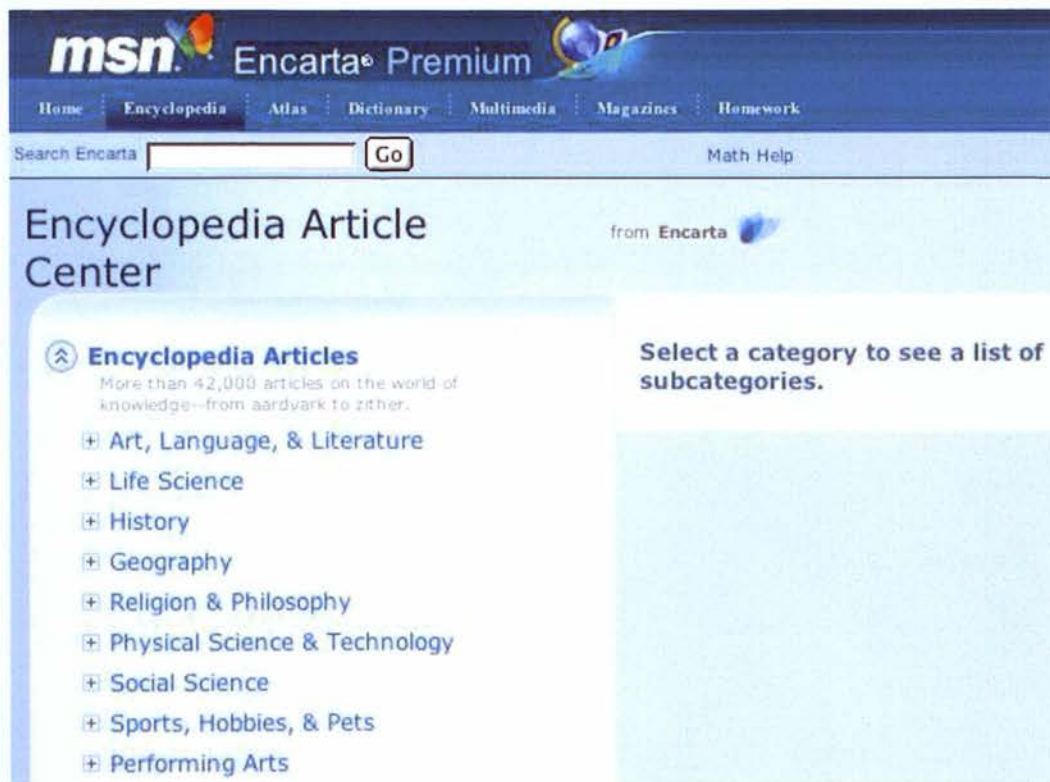 msn Encarta® Premium
Home Encyclopedia Atlas Dictionary Multimedia Magazines Homework
Search Encarta Go Math Help
Encyclopedia Article
Center
from Encarta
Encyclopedia Articles
More than 42,000 articles on the world of
knowledge--from aardvark to zither.
Art, Language, & Literature
Life Science
History
Geography
Religion & Philosophy
Physical Science & Technology
Social Science
Sports, Hobbies, & Pets
Performing Arts
Select a category to see a list of
subcategories.